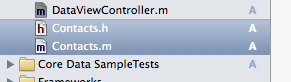 m DataViewController.m A
h Contacts.h A
m Contacts.m A
Core Data SampleTests A
Frameworks